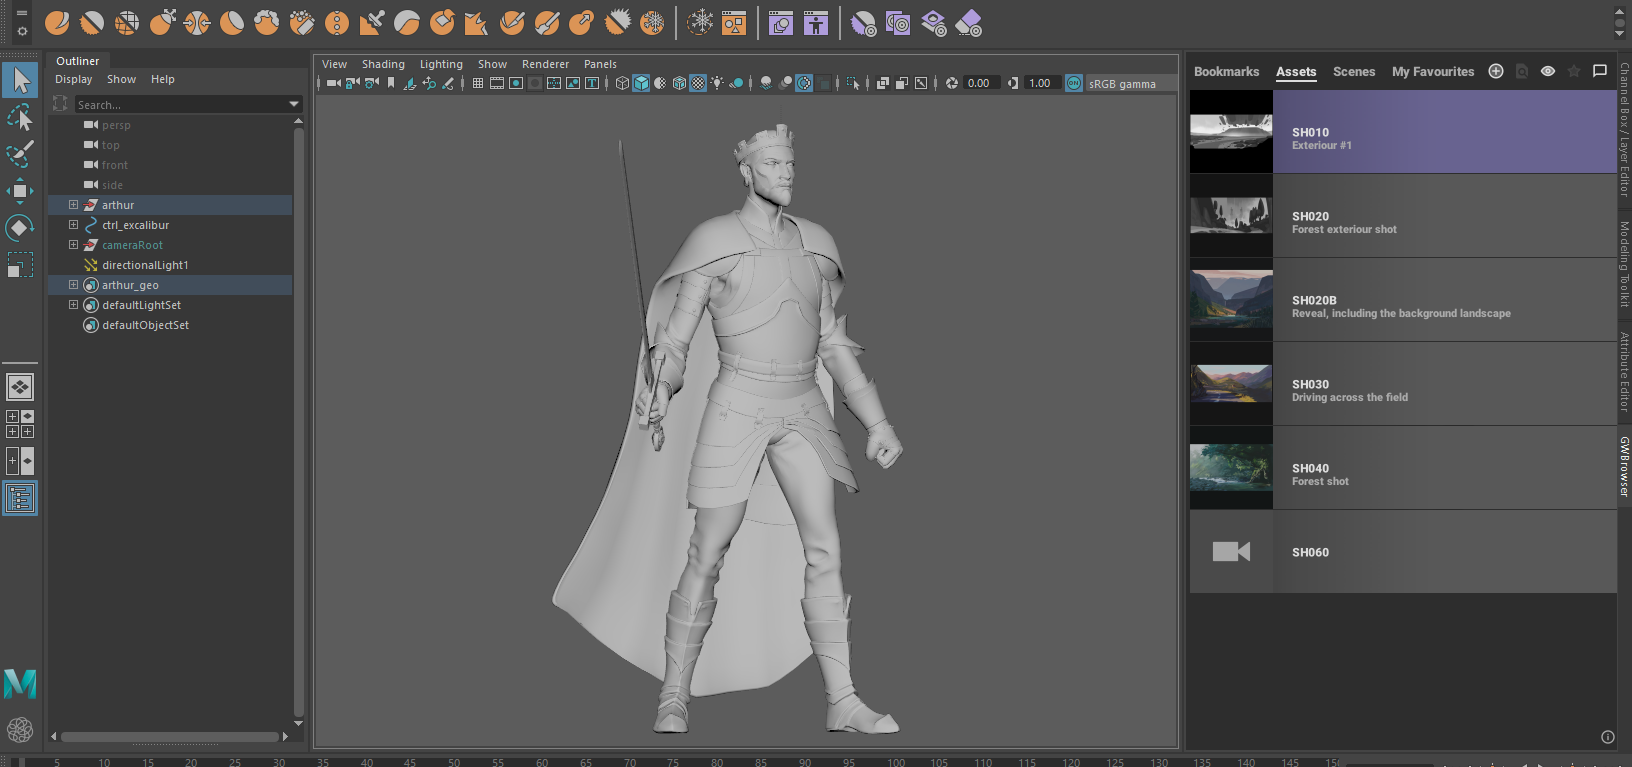 Outliner
Display Show Help
Search...
persp
top
front
side
arthur
ctrl_excalibur
cameraRoot
directionalLight1
arthur_geo
defaultLightSet
defaultObjectSet
View Shading Lighting Show Renderer Panels
0.00 1.00 ON sRGB gamma
Bookmarks Assets Scenes My Favourites
SH010
Exteriour #1
SH020
Forest exteriour shot
SH020B
Reveal, including the background landscape
SH030
Driving across the field
SH040
Forest shot
SH060
Channel Box / Layer Editor
Modeling Toolkit
Attribute Editor
GWBrowser
5 10 15 20 25 30 35 40 45 50 55 60 65 70 75 80 85 90 95 100 105 110 115 120 125 130 135 140 145